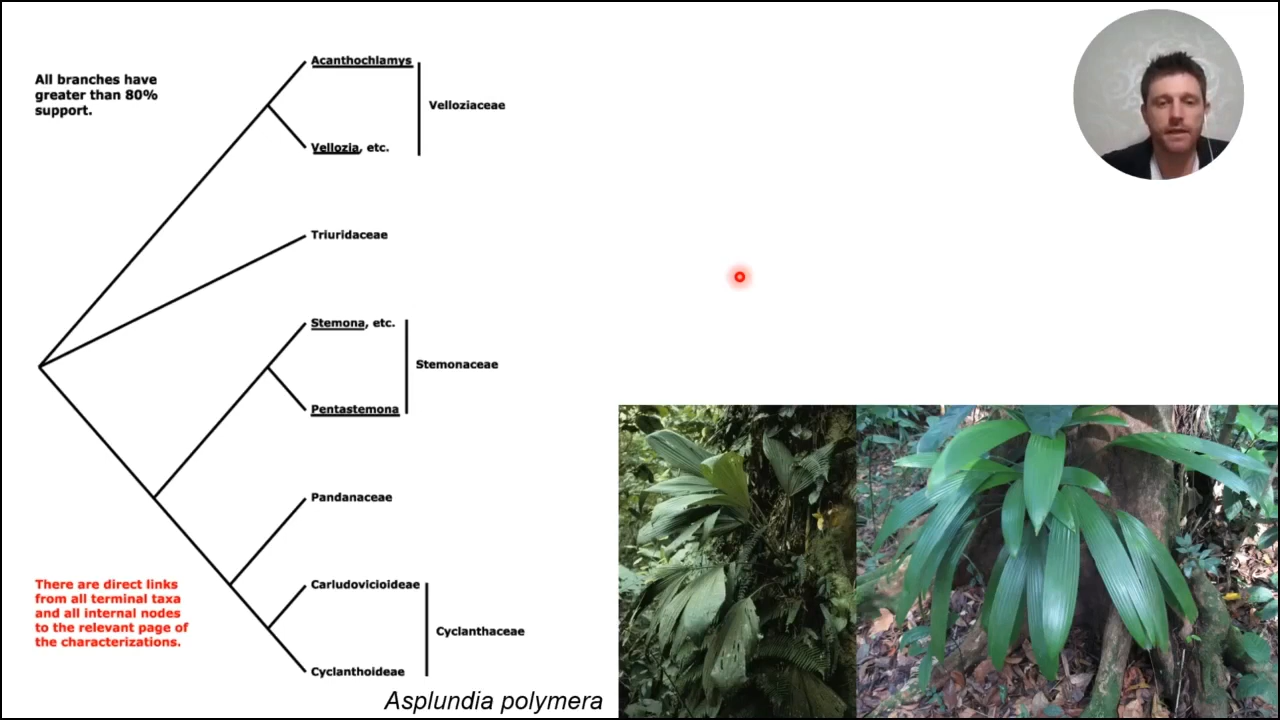 All branches have
greater than 80%
support.
Acanthochlamys
Velloziaceae
Vellozia, etc.
Triuridaceae
Stemona, etc.
Stemonaceae
Pentastemona
Pandanaceae
There are direct links
from all terminal taxa
and all internal nodes
to the relevant page of
the characterizations.
Carludovicioideae
Cyclanthaceae
Cyclanthoideae
Asplundia polymera